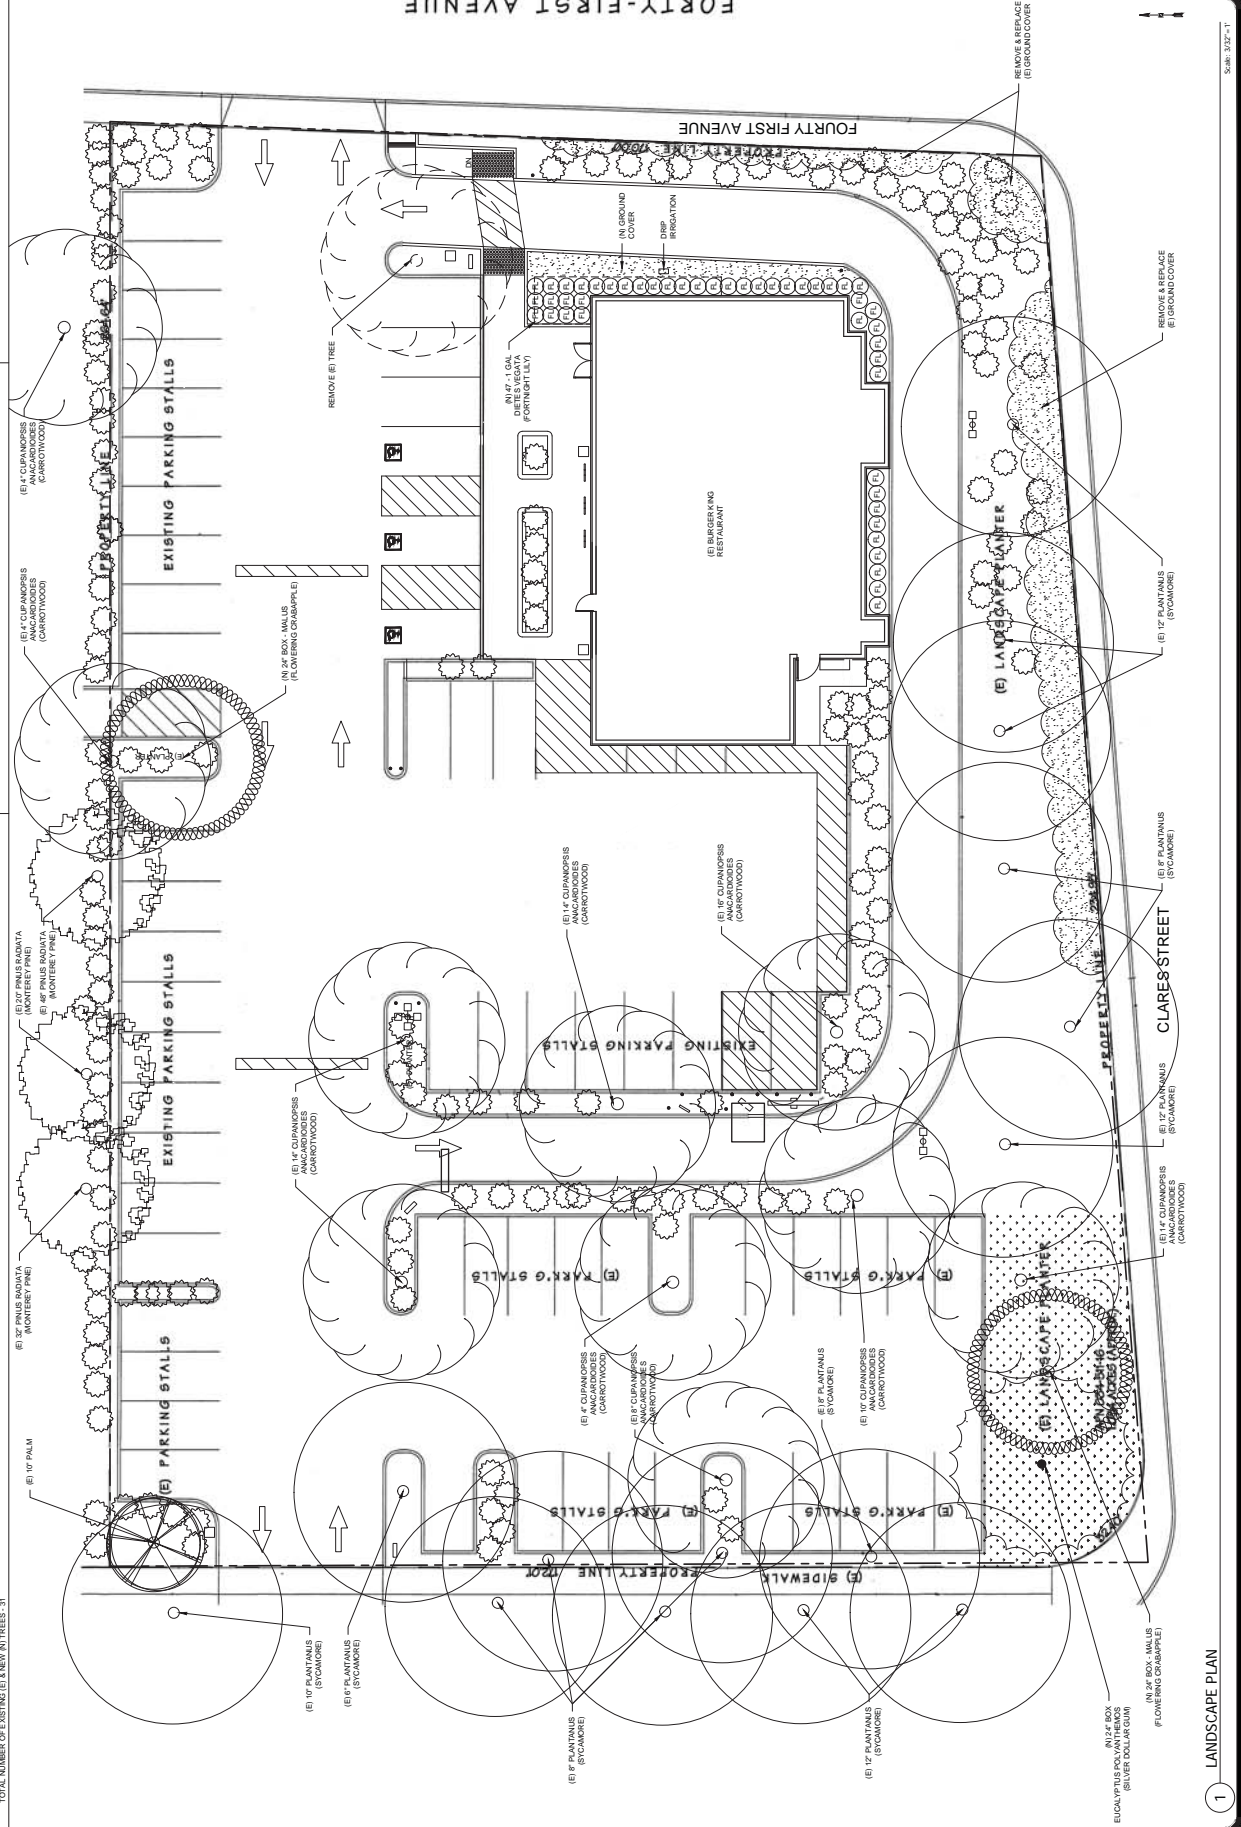 FORTY-FIRST AVENUE
TOTAL NUMBER OF EXISTING (E) & NEW (N) TREES - 31
(E) 10" PALM
(E) 32" PINUS RADIATA
(MONTEREY PINE)
(E) 20" PINUS RADIATA
(MONTEREY PINE)
(E) 48" PINUS RADIATA
(MONTEREY PINE)
(E) 4" CUPANIOPSIS
ANACARDIOIDES
(CARROTWOOD)
(E) 4" CUPANIOPSIS
ANACARDIOIDES
(CARROTWOOD)
PROPERTY LINE
(E) PARKING STALLS
EXISTING PARKING STALLS
EXISTING PARKING STALLS
(E) PLANTER
(N) 24" BOX - MALUS
(FLOWERING CRABAPPLE)
REMOVE (E) TREE
DN
(N) 47 - 1 GAL
DIETES VEGATA
(FORTNIGHT LILY)
(N) GROUND
COVER
DRIP
IRRIGATION
FL
FOURTY FIRST AVENUE
PROPERTY LINE
REMOVE & REPLACE
(E) GROUND COVER
REMOVE & REPLACE
(E) GROUND COVER
(E) BURGER KING
RESTAURANT
(E) LANDSCAPE PLANTER
(E) 14" CUPANIOPSIS
ANACARDIOIDES
(CARROTWOOD)
(E) 14" CUPANIOPSIS
ANACARDIOIDES
(CARROTWOOD)
(E) 16" CUPANIOPSIS
ANACARDIOIDES
(CARROTWOOD)
EXISTING PARKING STALLS
(E) PARK'G STALLS
(E) PARK'G STALLS
(E) PARK'G STALLS
(E) PARK'G STALLS
(E) 4" CUPANIOPSIS
ANACARDIOIDES
(CARROTWOOD)
(E) 8" CUPANIOPSIS
ANACARDIOIDES
(CARROTWOOD)
(E) 8" PLANTANUS
(SYCAMORE)
(E) 10" CUPANIOPSIS
ANACARDIOIDES
(CARROTWOOD)
(E) 12" PLANTANUS
(SYCAMORE)
(E) 8" PLANTANUS
(SYCAMORE)
(E) 12" PLANTANUS
(SYCAMORE)
(E) 14" CUPANIOPSIS
ANACARDIOIDES
(CARROTWOOD)
PROPERTY LINE
CLARES STREET
(E) LANDSCAPE PLANTER
PROPERTY LINE
(E) SIDEWALK
(E) 10" PLANTANUS
(SYCAMORE)
(E) 6" PLANTANUS
(SYCAMORE)
(E) 8" PLANTANUS
(SYCAMORE)
(E) 12" PLANTANUS
(SYCAMORE)
(N) 24" BOX
EUCALYPTUS POLYANTHEMOS
(SILVER DOLLAR GUM)
(N) 24" BOX - MALUS
(FLOWERING CRABAPPLE)
1
LANDSCAPE PLAN
Scale: 3/32" = 1'